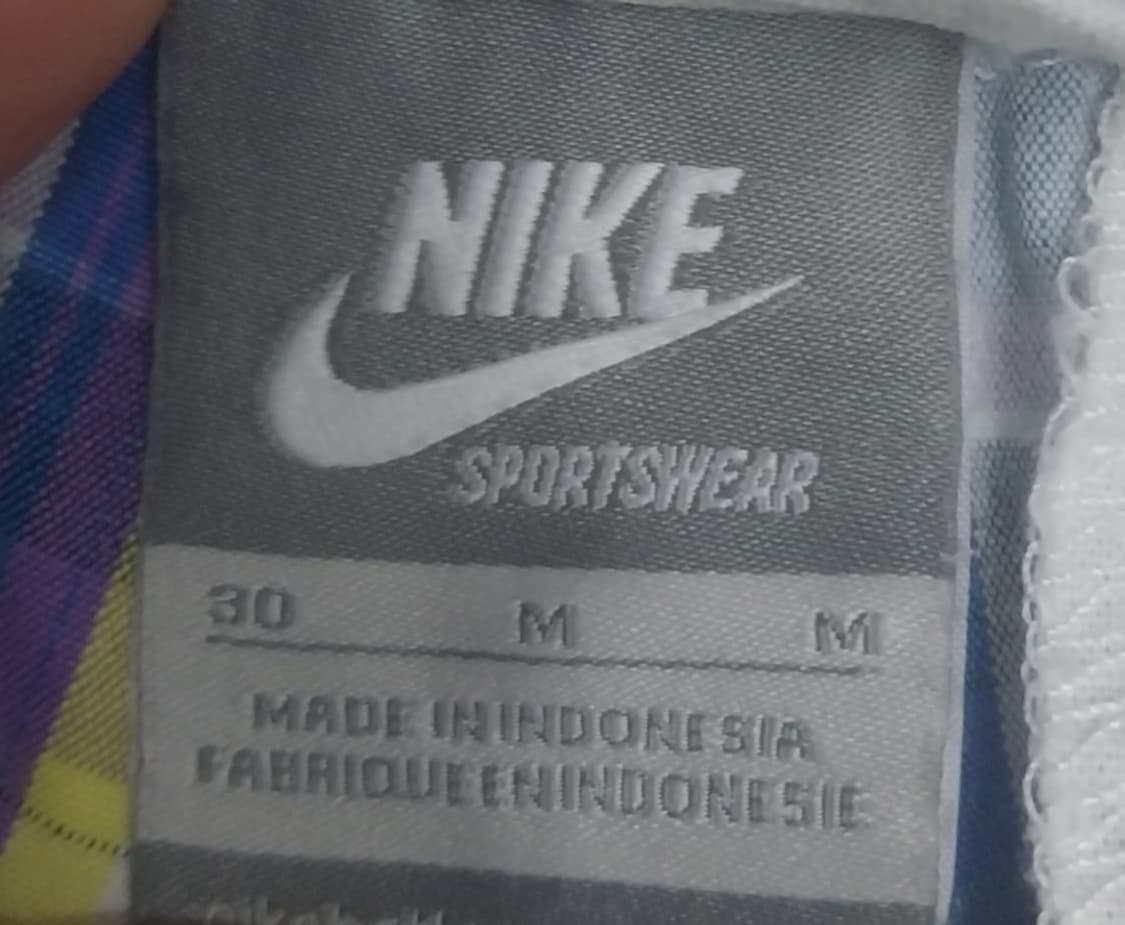 NIKE
SPORTSWEAR
30 M M
MADE IN INDONESIA
FABRIQUE EN INDONESIE